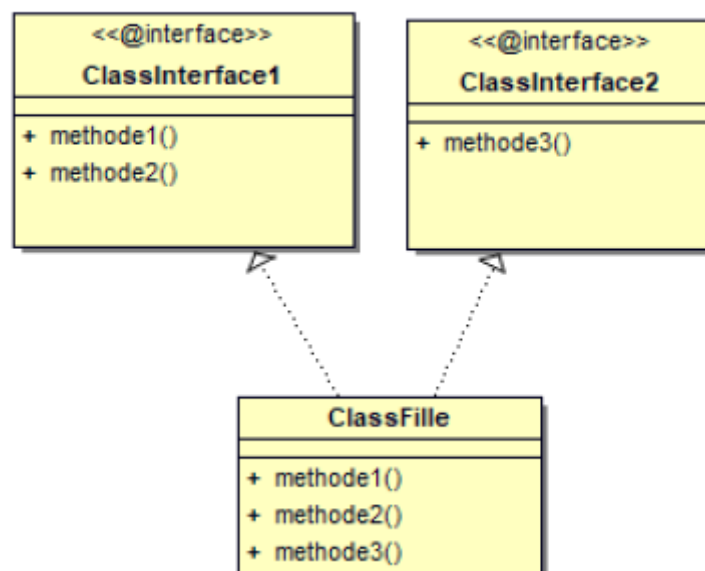 <<@interface>>
ClassInterface1
+ methode1()
+ methode2()
<<@interface>>
ClassInterface2
+ methode3()
ClassFille
+ methode1()
+ methode2()
+ methode3()